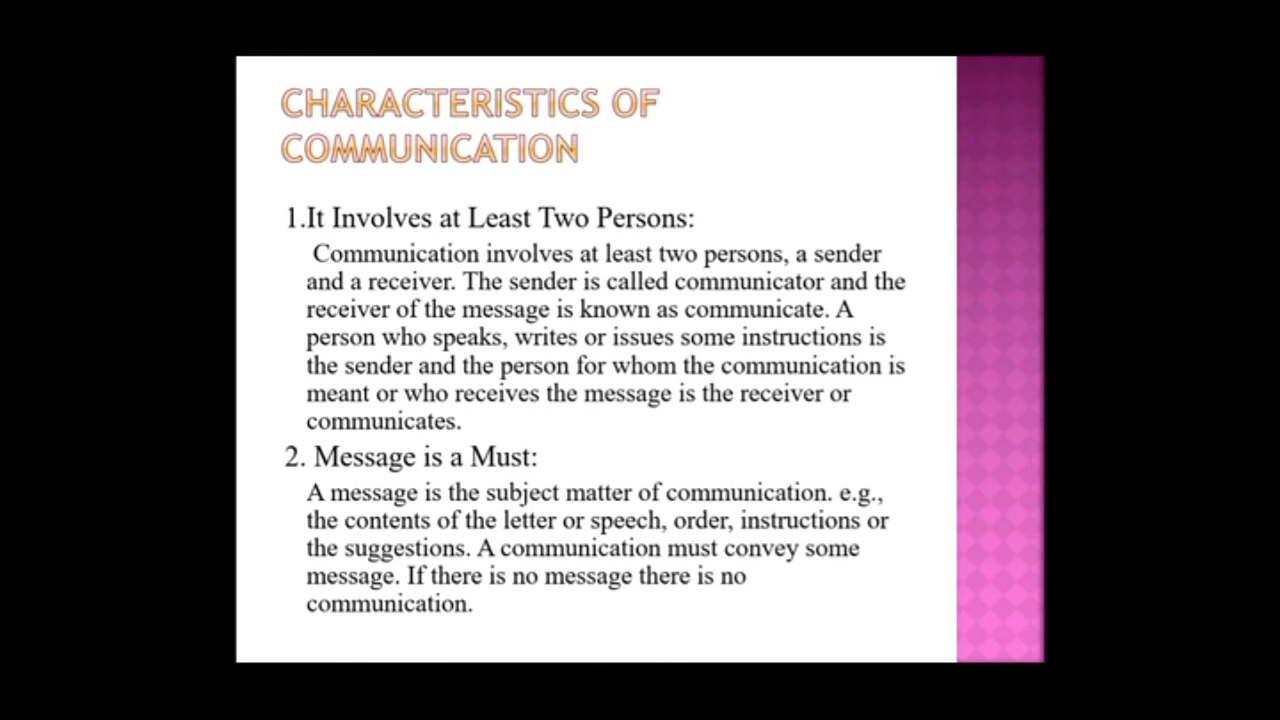 CHARACTERISTICS OF
COMMUNICATION
1.It Involves at Least Two Persons:
Communication involves at least two persons, a sender
and a receiver. The sender is called communicator and the
receiver of the message is known as communicate. A
person who speaks, writes or issues some instructions is
the sender and the person for whom the communication is
meant or who receives the message is the receiver or
communicates.
2. Message is a Must:
A message is the subject matter of communication. e.g.,
the contents of the letter or speech, order, instructions or
the suggestions. A communication must convey some
message. If there is no message there is no
communication.